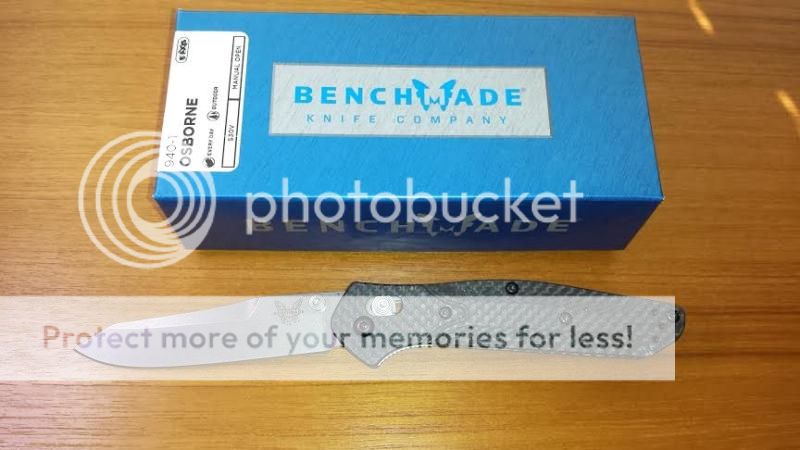 BENCHMADE®
KNIFE COMPANY
940-1
OSBORNE
EVERY DAY OUTDOOR
S30V MANUAL OPEN
photobucket
BENCHMADE
Protect more of your memories for less!